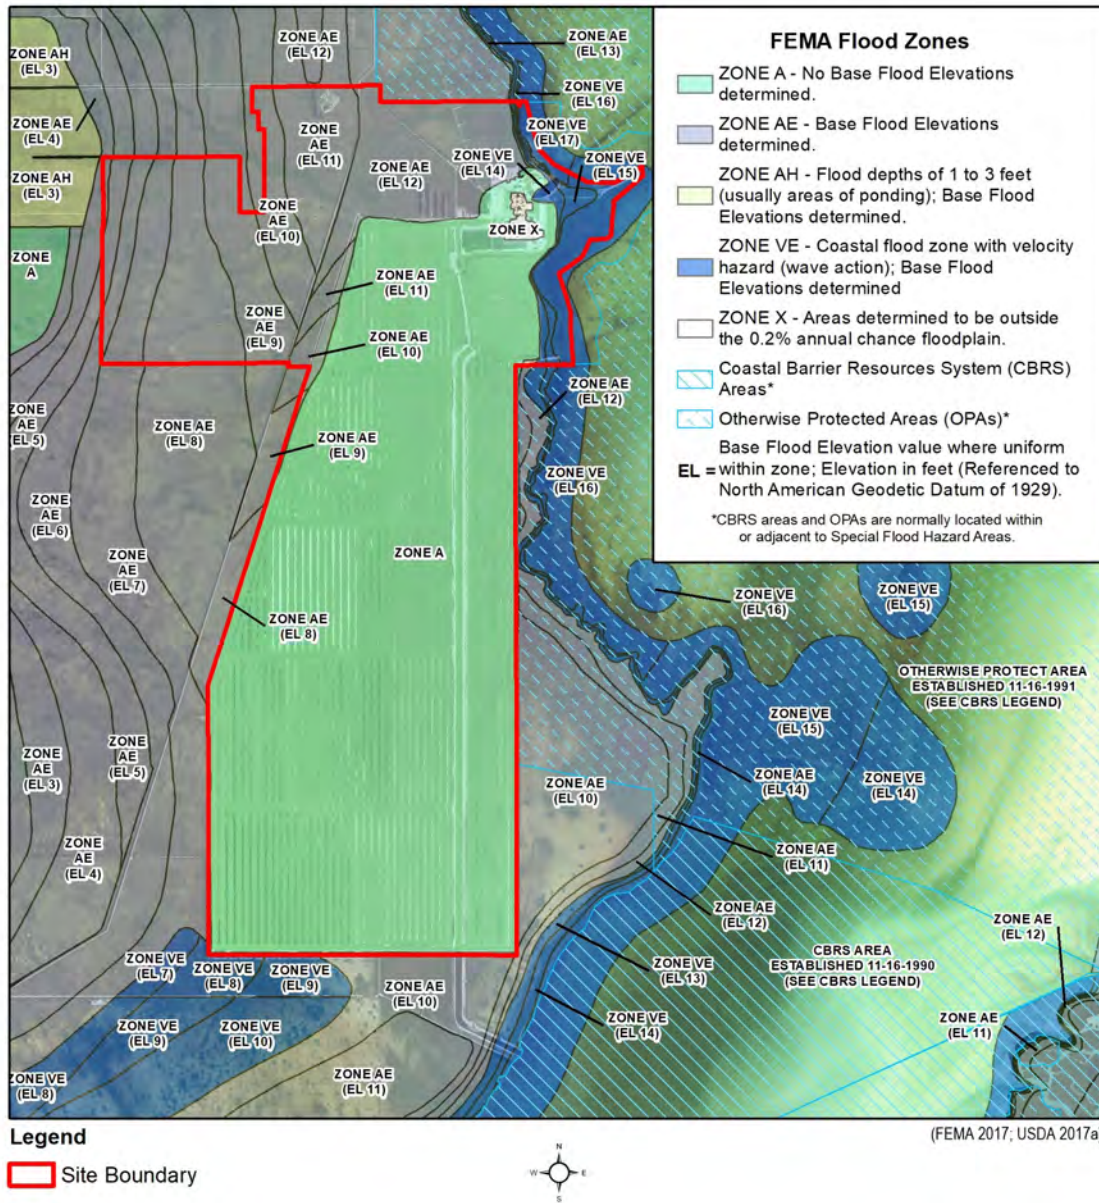 ZONE AE
(EL 12)
ZONE AE
(EL 13)
ZONE AH
(EL 3)
ZONE VE
(EL 16)
ZONE AE
(EL 4)
ZONE
AE
(EL 11)
ZONE VE
(EL 17)
ZONE VE
(EL 14)
ZONE VE
(EL 15)
ZONE AE
(EL 12)
ZONE AH
(EL 3)
ZONE
AE
(EL 10)
ZONE X
ZONE
A
ZONE AE
(EL 11)
ZONE
AE
(EL 9)
ZONE AE
(EL 10)
ZONE AE
(EL 12)
ZONE
AE
(EL 5)
ZONE AE
(EL 8)
ZONE AE
(EL 9)
ZONE VE
(EL 16)
ZONE
AE
(EL 6)
ZONE
AE
(EL 7)
ZONE A
ZONE AE
(EL 8)
ZONE VE
(EL 16)
ZONE VE
(EL 15)
OTHERWISE PROTECT AREA
ESTABLISHED 11-16-1991
(SEE CBRS LEGEND)
ZONE VE
(EL 15)
ZONE
AE
(EL 3)
ZONE
AE
(EL 5)
ZONE AE
(EL 10)
ZONE AE
(EL 14)
ZONE VE
(EL 14)
ZONE
AE
(EL 4)
ZONE AE
(EL 11)
ZONE AE
(EL 12)
ZONE AE
(EL 12)
ZONE VE
(EL 7)
ZONE VE
(EL 8)
ZONE VE
(EL 9)
ZONE AE
(EL 10)
ZONE VE
(EL 13)
CBRS AREA
ESTABLISHED 11-16-1990
(SEE CBRS LEGEND)
ZONE VE
(EL 9)
ZONE VE
(EL 10)
ZONE VE
(EL 14)
ZONE AE
(EL 11)
ZONE VE
(EL 8)
ZONE AE
(EL 11)
FEMA Flood Zones
ZONE A - No Base Flood Elevations
determined.
ZONE AE - Base Flood Elevations
determined.
ZONE AH - Flood depths of 1 to 3 feet
(usually areas of ponding); Base Flood
Elevations determined.
ZONE VE - Coastal flood zone with velocity
hazard (wave action); Base Flood
Elevations determined
ZONE X - Areas determined to be outside
the 0.2% annual chance floodplain.
Coastal Barrier Resources System (CBRS)
Areas*
Otherwise Protected Areas (OPAs)*
Base Flood Elevation value where uniform
EL = within zone; Elevation in feet (Referenced to
North American Geodetic Datum of 1929).
*CBRS areas and OPAs are normally located within
or adjacent to Special Flood Hazard Areas.
Legend
Site Boundary
N
W E
S
(FEMA 2017; USDA 2017a)